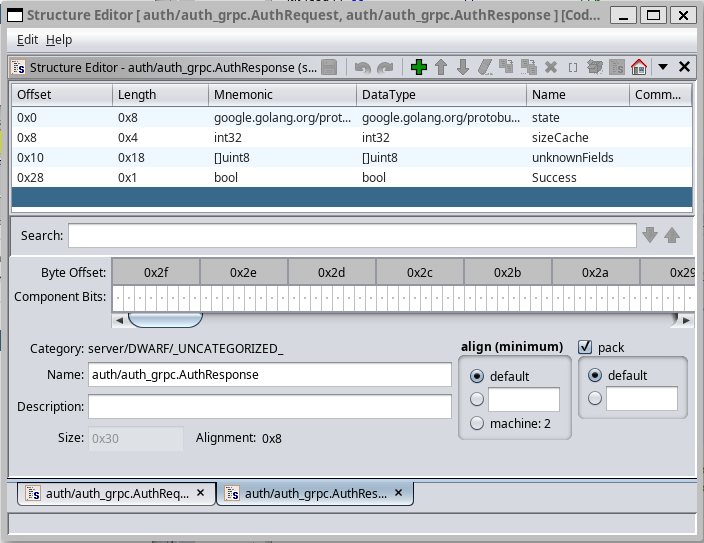 Structure Editor [ auth/auth_grpc.AuthRequest, auth/auth_grpc.AuthResponse ] [Cod...
Edit Help
Structure Editor - auth/auth_grpc.AuthResponse (s...
Offset Length Mnemonic DataType Name Comm...
0x0 0x8 google.golang.org/prot... google.golang.org/protobu... state
0x8 0x4 int32 int32 sizeCache
0x10 0x18 []uint8 []uint8 unknownFields
0x28 0x1 bool bool Success
Search:
Byte Offset: 0x2f 0x2e 0x2d 0x2c 0x2b 0x2a 0x29
Component Bits:
Category: server/DWARF/_UNCATEGORIZED_
align (minimum)
pack
Name: auth/auth_grpc.AuthResponse
default
default
Description:
machine: 2
Size: 0x30 Alignment: 0x8
auth/auth_grpc.AuthReq... × auth/auth_grpc.AuthRes... ×